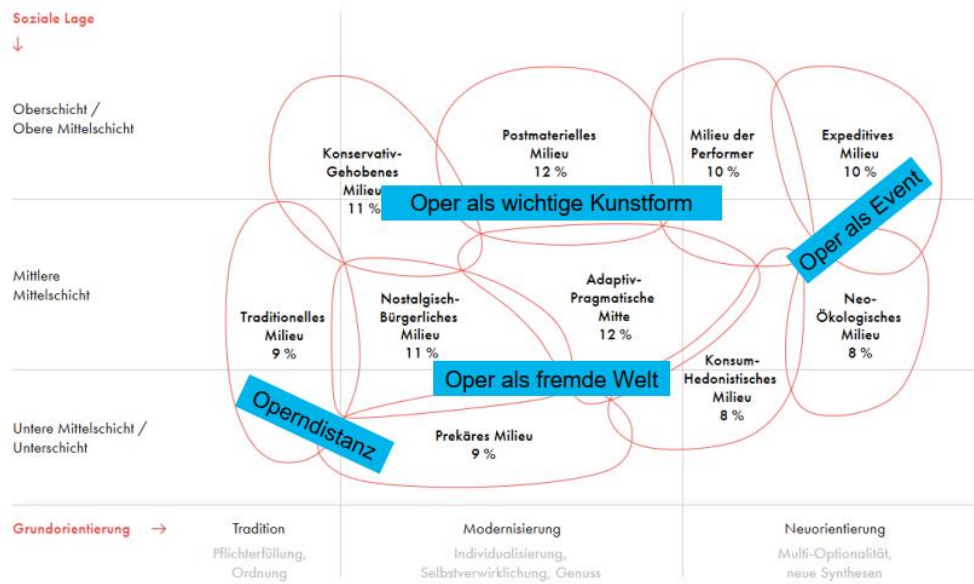 Soziale Lage
↓
Oberschicht /
Obere Mittelschicht
Konservativ-
Gehobenes
Milieu
11 %
Postmaterielles
Milieu
12 %
Milieu der
Performer
10 %
Expeditives
Milieu
10 %
Oper als wichtige Kunstform
Oper als Event
Mittlere
Mittelschicht
Traditionelles
Milieu
9 %
Nostalgisch-
Bürgerliches
Milieu
11 %
Adaptiv-
Pragmatische
Mitte
12 %
Neo-
Ökologisches
Milieu
8 %
Oper als fremde Welt
Konsum-
Hedonistisches
Milieu
8 %
Operndistanz
Untere Mittelschicht /
Unterschicht
Prekäres Milieu
9 %
Grundorientierung →
Tradition
Pflichterfüllung,
Ordnung
Modernisierung
Individualisierung,
Selbstverwirklichung, Genuss
Neuorientierung
Multi-Optionalität,
neue Synthesen